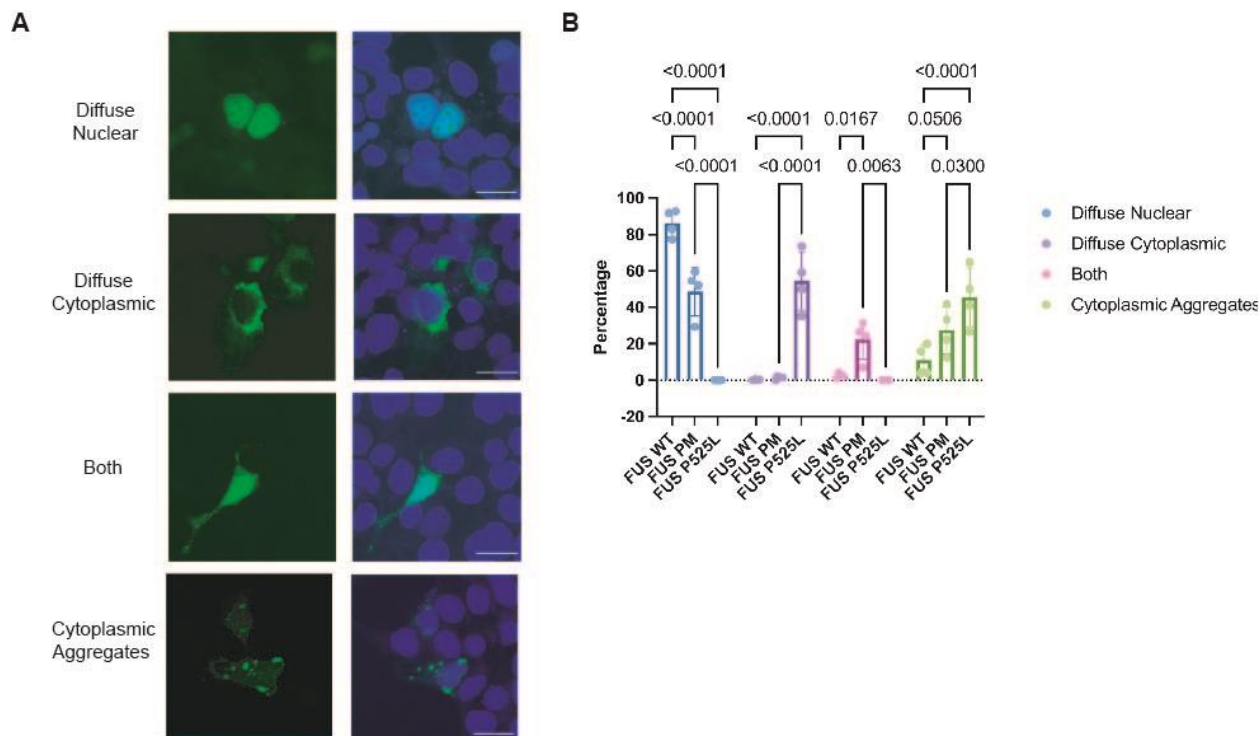 A
Diffuse
Nuclear
Diffuse
Cytoplasmic
Both
Cytoplasmic
Aggregates
B
<0.0001
<0.0001
<0.0001
<0.0001
0.0167
0.0506
<0.0001
<0.0001
0.0063
0.0300
Percentage
100
80
60
40
20
0
-20
FUS WT
FUS PM
FUS P525L
FUS WT
FUS PM
FUS P525L
FUS WT
FUS PM
FUS P525L
FUS WT
FUS PM
FUS P525L
Diffuse Nuclear
Diffuse Cytoplasmic
Both
Cytoplasmic Aggregates